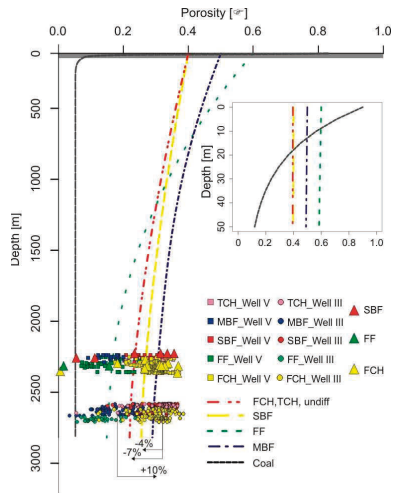 Porosity [☞]
0.0 0.2 0.4 0.6 0.8 1.0
Depth [m]
0
500
1000
1500
2000
2500
3000
Depth [m]
0
10
20
30
40
50
0.0 0.2 0.4 0.6 0.8 1.0
TCH_Well V TCH_Well III
MBF_Well V MBF_Well III
SBF_Well V SBF_Well III
FF_Well V FF_Well III
FCH_Well V FCH_Well III
SBF
FF
FCH
FCH,TCH, undiff
SBF
FF
MBF
Coal
-4%
-7%
+10%